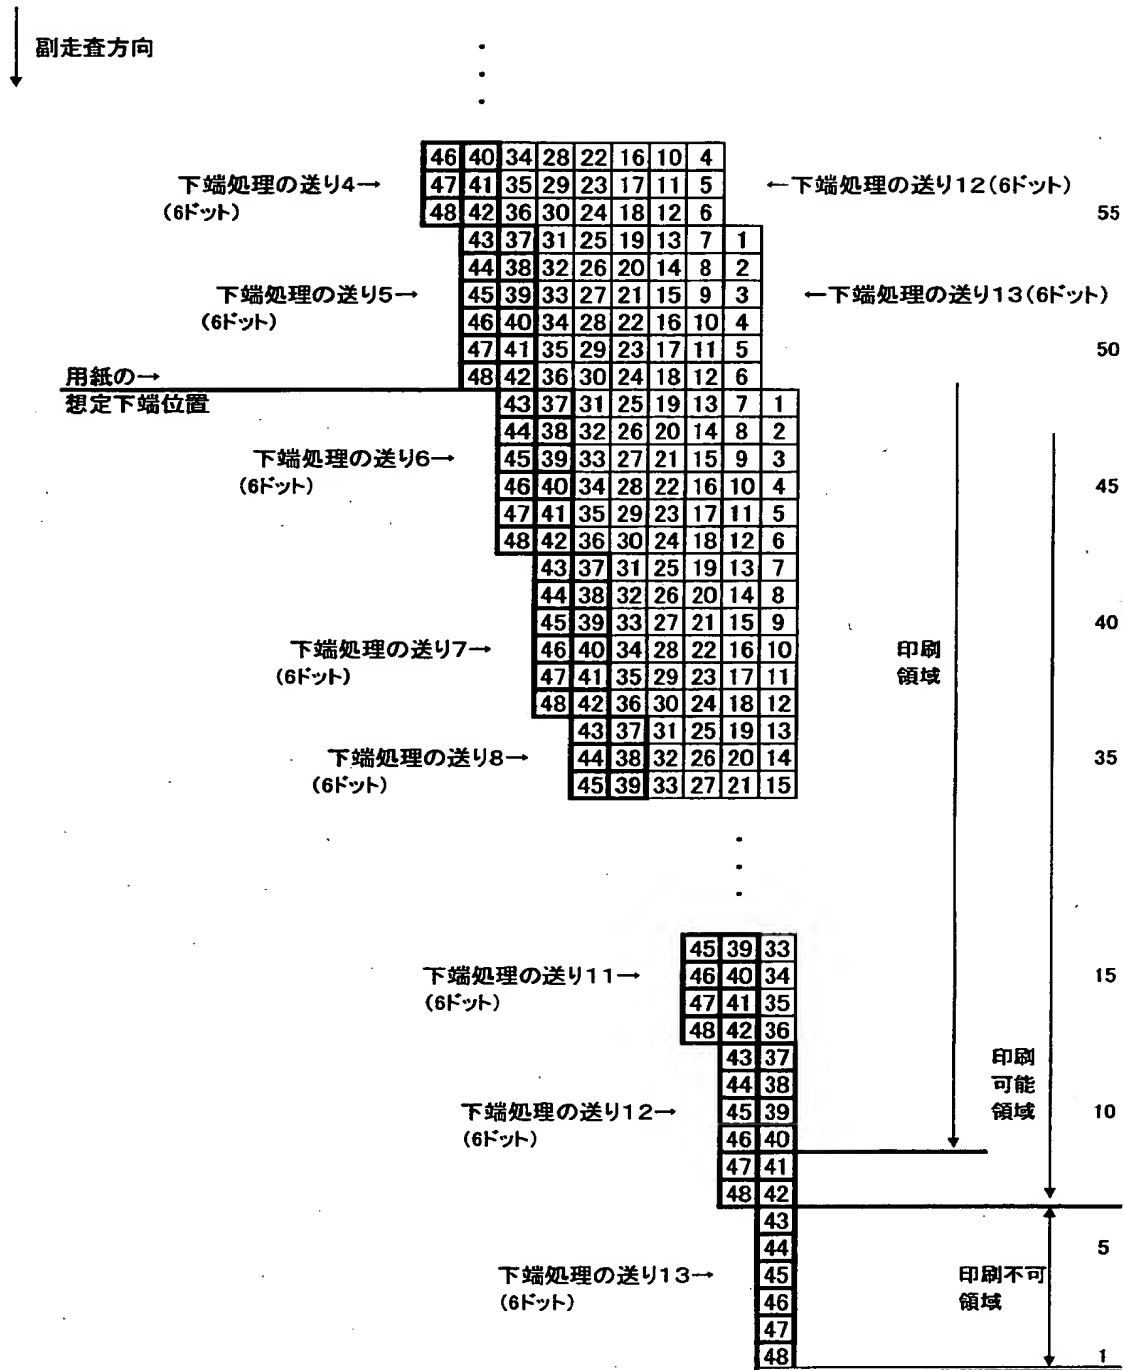 副走査方向
46 40 34 28 22 16 10 4
下端処理の送り4→ 47 41 35 29 23 17 11 5 ←下端処理の送り12(6ドット)
(6ドット) 48 42 36 30 24 18 12 6 55
43 37 31 25 19 13 7 1
44 38 32 26 20 14 8 2
下端処理の送り5→ 45 39 33 27 21 15 9 3 ←下端処理の送り13(6ドット)
(6ドット) 46 40 34 28 22 16 10 4
47 41 35 29 23 17 11 5 50
用紙の→ 48 42 36 30 24 18 12 6
想定下端位置 43 37 31 25 19 13 7 1
44 38 32 26 20 14 8 2
下端処理の送り6→ 45 39 33 27 21 15 9 3
(6ドット) 46 40 34 28 22 16 10 4 45
47 41 35 29 23 17 11 5
48 42 36 30 24 18 12 6
43 37 31 25 19 13 7
44 38 32 26 20 14 8
45 39 33 27 21 15 9 40
下端処理の送り7→ 46 40 34 28 22 16 10 印刷
(6ドット) 47 41 35 29 23 17 11 領域
48 42 36 30 24 18 12
43 37 31 25 19 13
下端処理の送り8→ 44 38 32 26 20 14 35
(6ドット) 45 39 33 27 21 15
45 39 33
下端処理の送り11→ 46 40 34 15
(6ドット) 47 41 35
48 42 36
43 37 印刷
44 38 可能
下端処理の送り12→ 45 39 領域 10
(6ドット) 46 40
47 41
48 42
43
44 5
下端処理の送り13→ 45 印刷不可
(6ドット) 46 領域
47
48 1